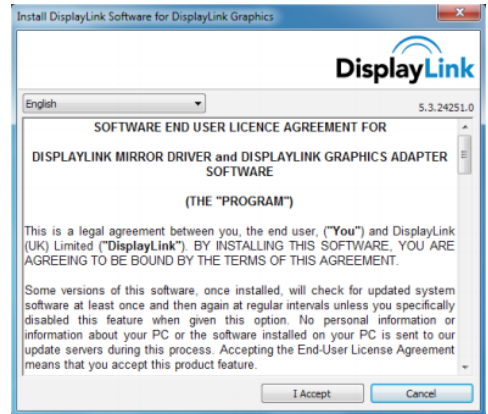 Install DisplayLink Software for DisplayLink Graphics
DisplayLink
English
5.3.24251.0
SOFTWARE END USER LICENCE AGREEMENT FOR
DISPLAYLINK MIRROR DRIVER and DISPLAYLINK GRAPHICS ADAPTER
SOFTWARE
(THE "PROGRAM")
This is a legal agreement between you, the end user, ("You") and DisplayLink
(UK) Limited ("DisplayLink"). BY INSTALLING THIS SOFTWARE, YOU ARE
AGREEING TO BE BOUND BY THE TERMS OF THIS AGREEMENT.
Some versions of this software, once installed, will check for updated system
software at least once and then again at regular intervals unless you specifically
disabled this feature when given this option. No personal information or
information about your PC or the software installed on your PC is sent to our
update servers during this process. Accepting the End-User License Agreement
means that you accept this product feature.
I Accept
Cancel